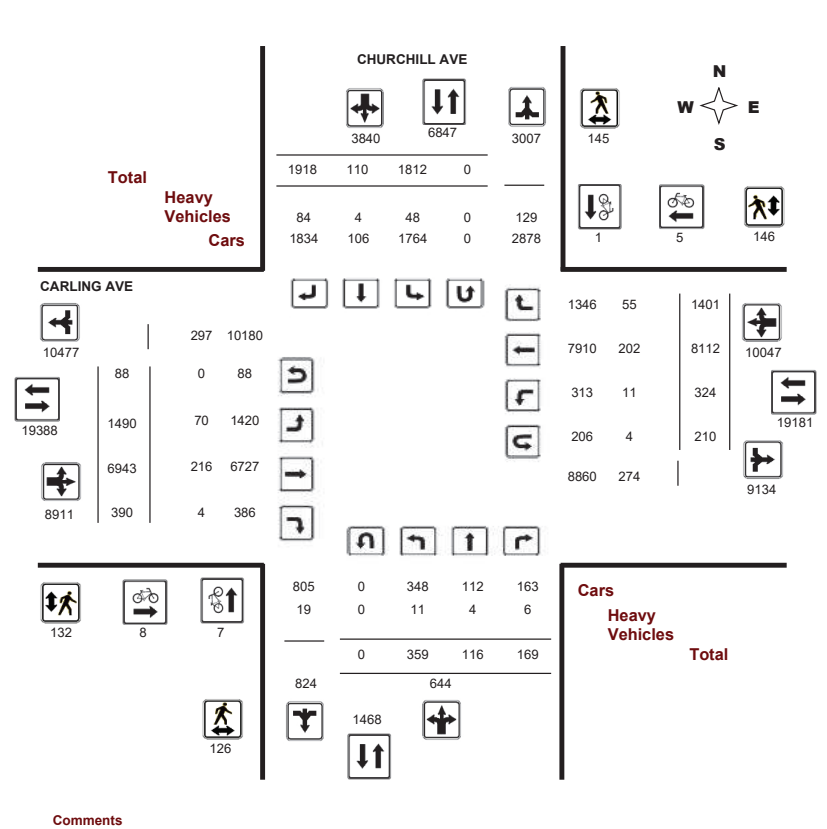 CHURCHILL AVE
N
W E
S
3840 6847 3007 145
Total 1918 110 1812 0
Heavy
Vehicles 84 4 48 0 129
1 5 146
Cars 1834 106 1764 0 2878
CARLING AVE
1346 55 1401
10477 297 10180 7910 202 8112 10047
88 0 88
313 11 324
19388 1490 70 1420 19181
206 4 210
6943 216 6727 8860 274
9134
8911 390 4 386
805 0 348 112 163 Cars
19 0 11 4 6 Heavy
Vehicles
132 8 7
0 359 116 169 Total
824 644
1468
126
Comments